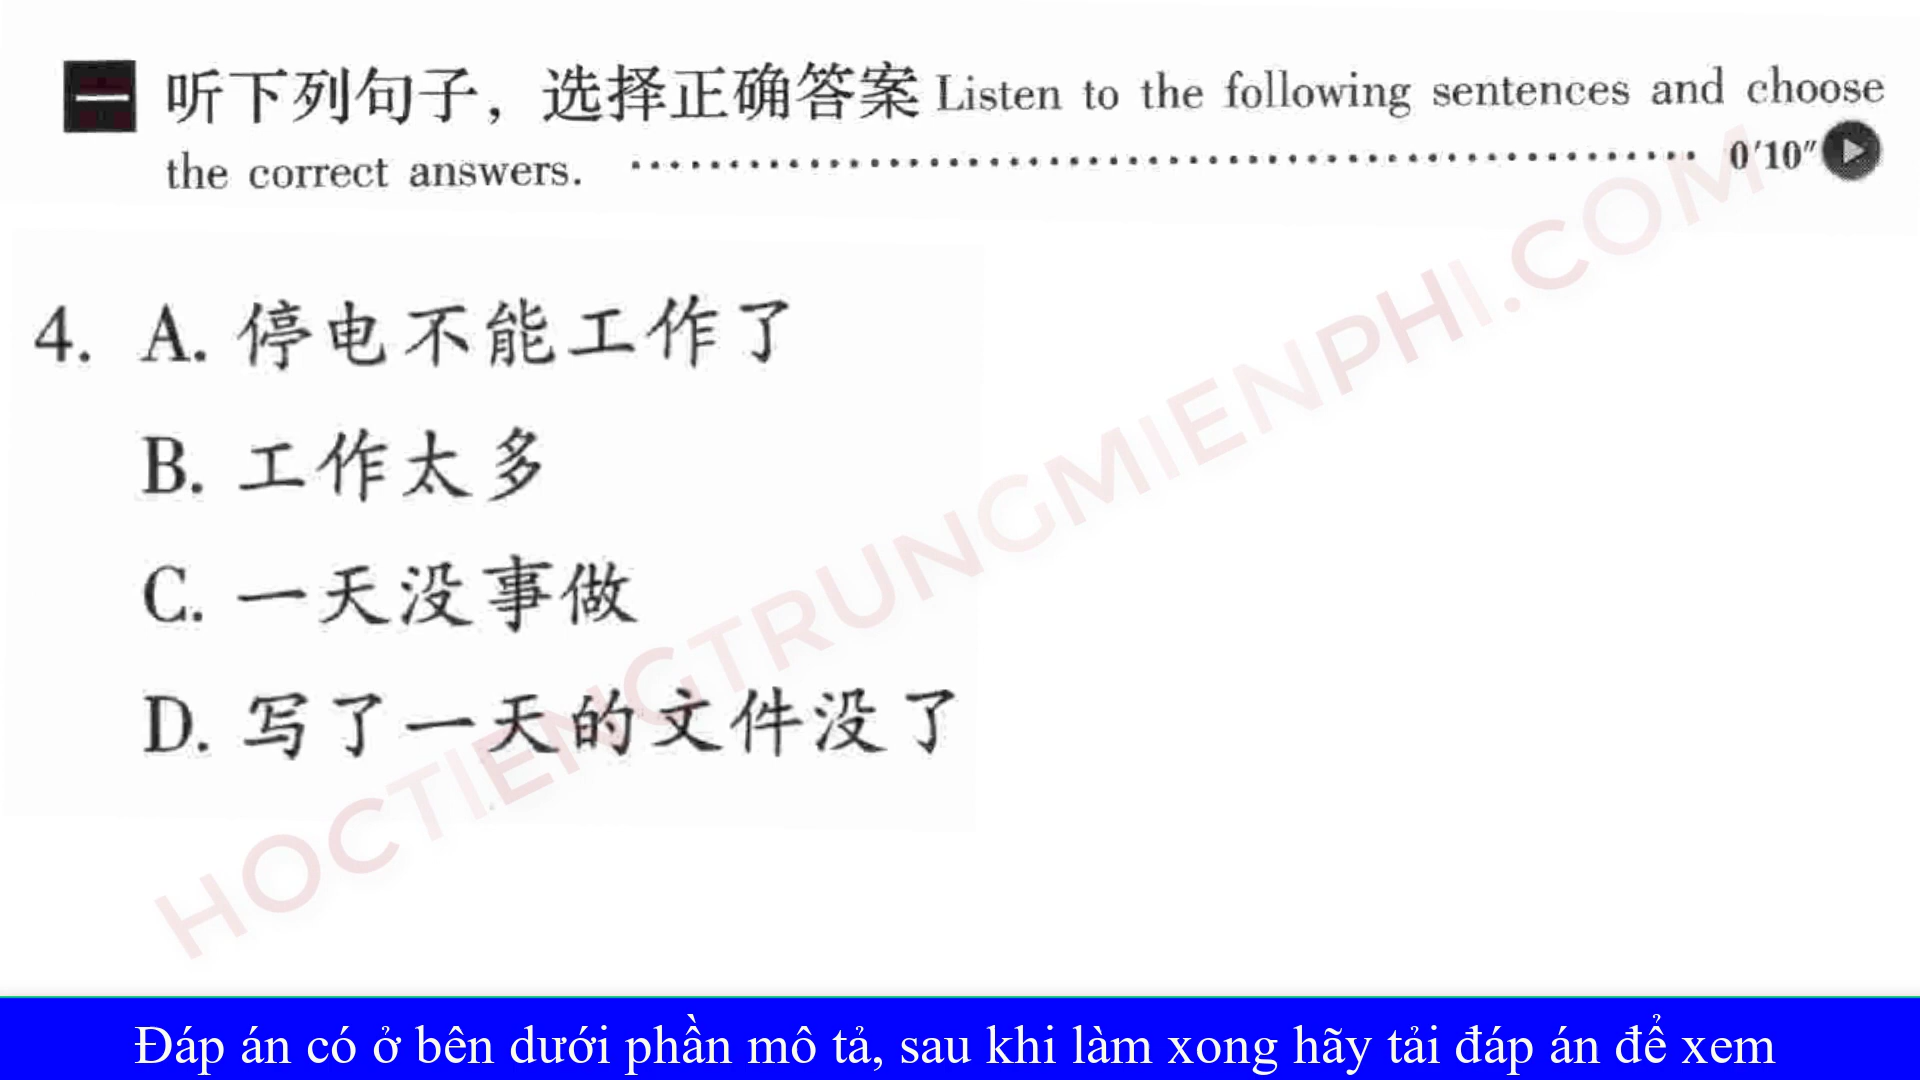 一 听下列句子，选择正确答案 Listen to the following sentences and choose
the correct answers. 0′10″
4. A. 停电不能工作了
B. 工作太多
C. 一天没事做
D. 写了一天的文件没了
HOCTIENGTRUNGMIENPHI.COM
Đáp án có ở bên dưới phần mô tả, sau khi làm xong hãy tải đáp án để xem